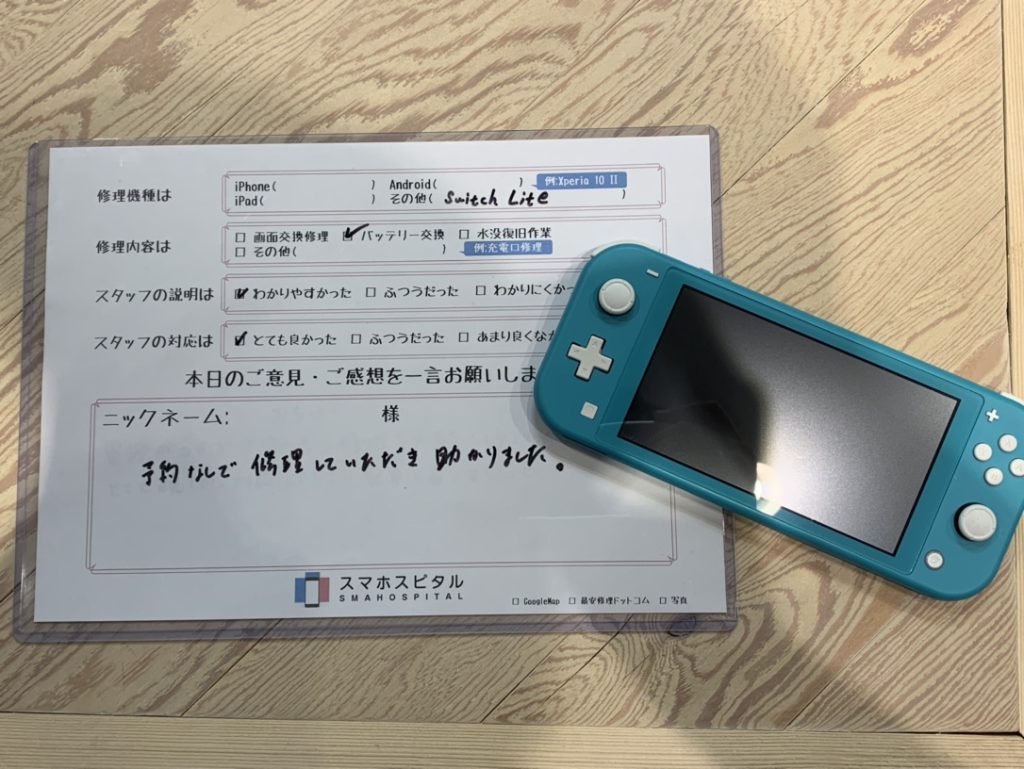 修理機種は
iPhone( ) Android( ) 例:Xperia 10 II
iPad( ) その他( Switch Lite )
修理内容は
□ 画面交換修理 ☑ バッテリー交換 □ 水没復旧作業
□ その他( ) 例:充電口修理
スタッフの説明は ☑ わかりやすかった □ ふつうだった □ わかりにくかっ
スタッフの対応は ☑ とても良かった □ ふつうだった □ あまり良くなか
本日のご意見・ご感想を一言お願いしま
ニックネーム: 様
予約なしで 修理していただき 助かりました。
スマホスピタル
SMAHOSPITAL
□ GoogleMap □最安修理ドットコム □ 写真